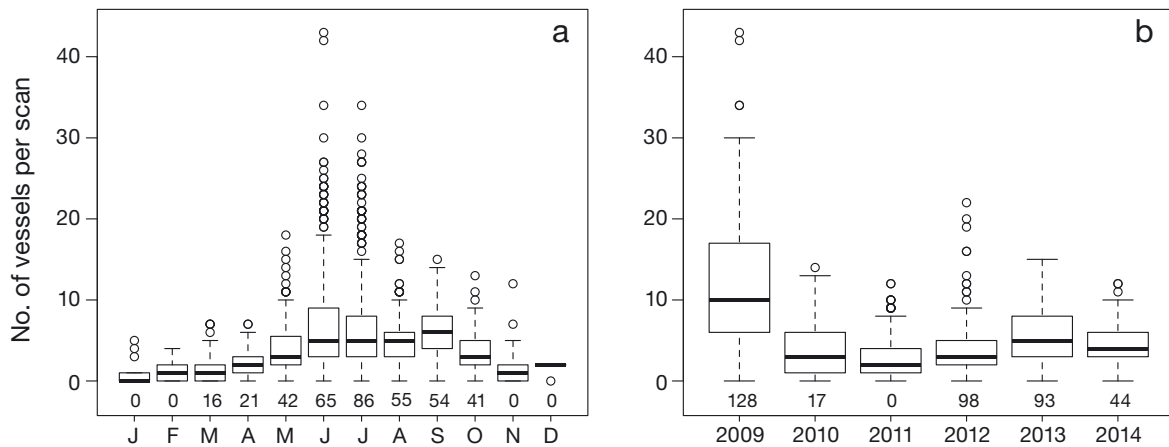 No. of vessels per scan
a
40
30
20
10
0
0 0 16 21 42 65 86 55 54 41 0 0
J F M A M J J A S O N D
b
40
30
20
10
0
128 17 0 98 93 44
2009 2010 2011 2012 2013 2014